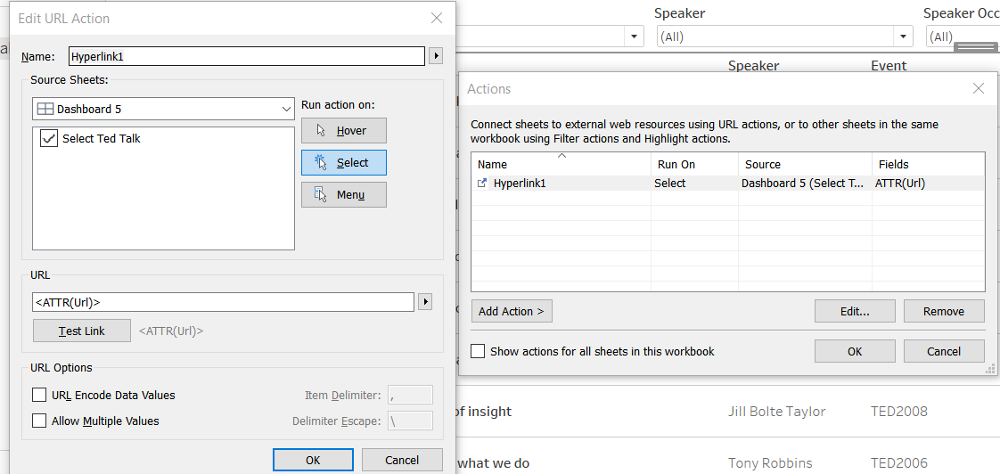 Edit URL Action
Name: Hyperlink1
Source Sheets:
Dashboard 5
Select Ted Talk
Run action on:
Hover
Select
Menu
URL
<ATTR(Url)>
Test Link <ATTR(Url)>
URL Options
URL Encode Data Values Item Delimiter: ,
Allow Multiple Values Delimiter Escape: \
OK Cancel
Speaker Speaker Occ
(All) (All)
Speaker Event
Actions
Connect sheets to external web resources using URL actions, or to other sheets in the same
workbook using Filter actions and Highlight actions.
Name Run On Source Fields
Hyperlink1 Select Dashboard 5 (Select T... ATTR(Url)
Add Action > Edit... Remove
Show actions for all sheets in this workbook OK Cancel
of insight Jill Bolte Taylor TED2008
what we do Tony Robbins TED2006